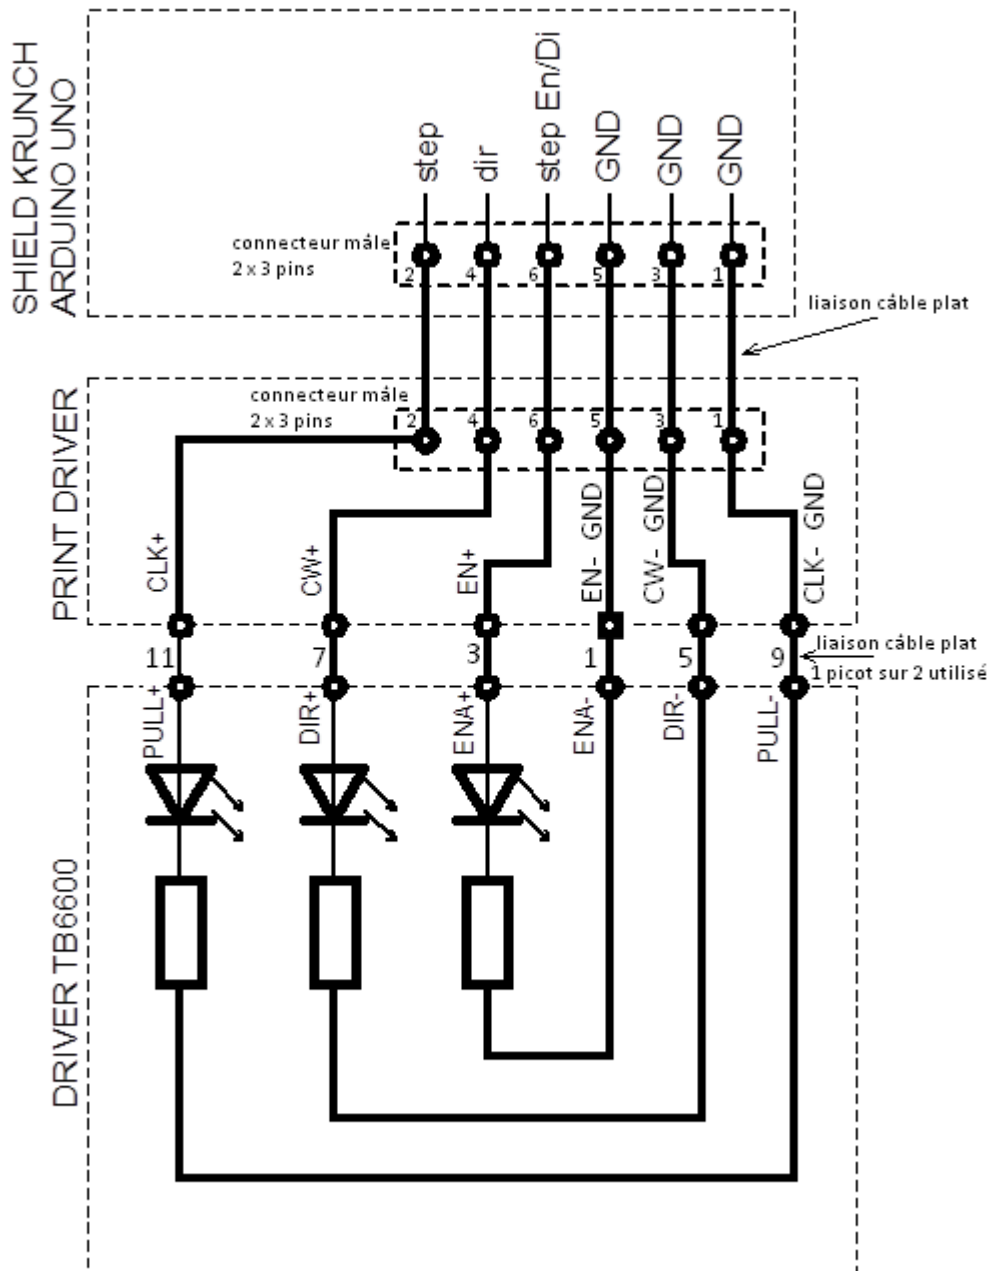 SHIELD KRUNCH
ARDUINO UNO
step
dir
step En/Di
GND
GND
GND
connecteur mâle
2 x 3 pins
2
4
6
5
3
1
liaison câble plat
PRINT DRIVER
connecteur mâle
2 x 3 pins
2
4
6
5
3
1
CLK+
CW+
EN+
EN- GND
CW- GND
CLK- GND
11
7
3
1
5
9
liaison câble plat
1 picot sur 2 utilisé
DRIVER TB6600
PULL+
DIR+
ENA+
ENA-
DIR-
PULL-